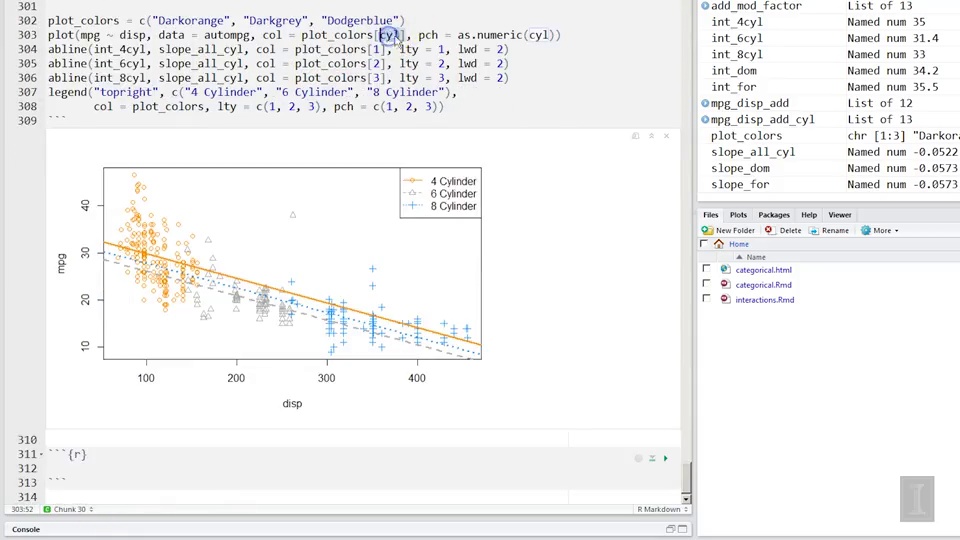 301
302 plot_colors = c("Darkorange", "Darkgrey", "Dodgerblue")
303 plot(mpg ~ disp, data = autompg, col = plot_colors[cyl], pch = as.numeric(cyl))
304 abline(int_4cyl, slope_all_cyl, col = plot_colors[1], lty = 1, lwd = 2)
305 abline(int_6cyl, slope_all_cyl, col = plot_colors[2], lty = 2, lwd = 2)
306 abline(int_8cyl, slope_all_cyl, col = plot_colors[3], lty = 3, lwd = 2)
307 legend("topright", c("4 Cylinder", "6 Cylinder", "8 Cylinder"),
308 col = plot_colors, lty = c(1, 2, 3), pch = c(1, 2, 3))
309 ```
4 Cylinder
6 Cylinder
8 Cylinder
mpg
40
30
20
10
100 200 300 400
disp
310
311 ```{r}
312
313 ```
314
303:52 Chunk 30 R Markdown
Console
add_mod_factor List of 13
int_4cyl Named num 35
int_6cyl Named num 31.4
int_8cyl Named num 33
int_dom Named num 34.2
int_for Named num 35.5
mpg_disp_add List of 12
mpg_disp_add_cyl List of 13
plot_colors chr [1:3] "Darkora
slope_all_cyl Named num -0.0522
slope_dom Named num -0.0573
slope_for Named num -0.0573
Files Plots Packages Help Viewer
New Folder Delete Rename More
Home
Name
categorical.html
categorical.Rmd
interactions.Rmd
I